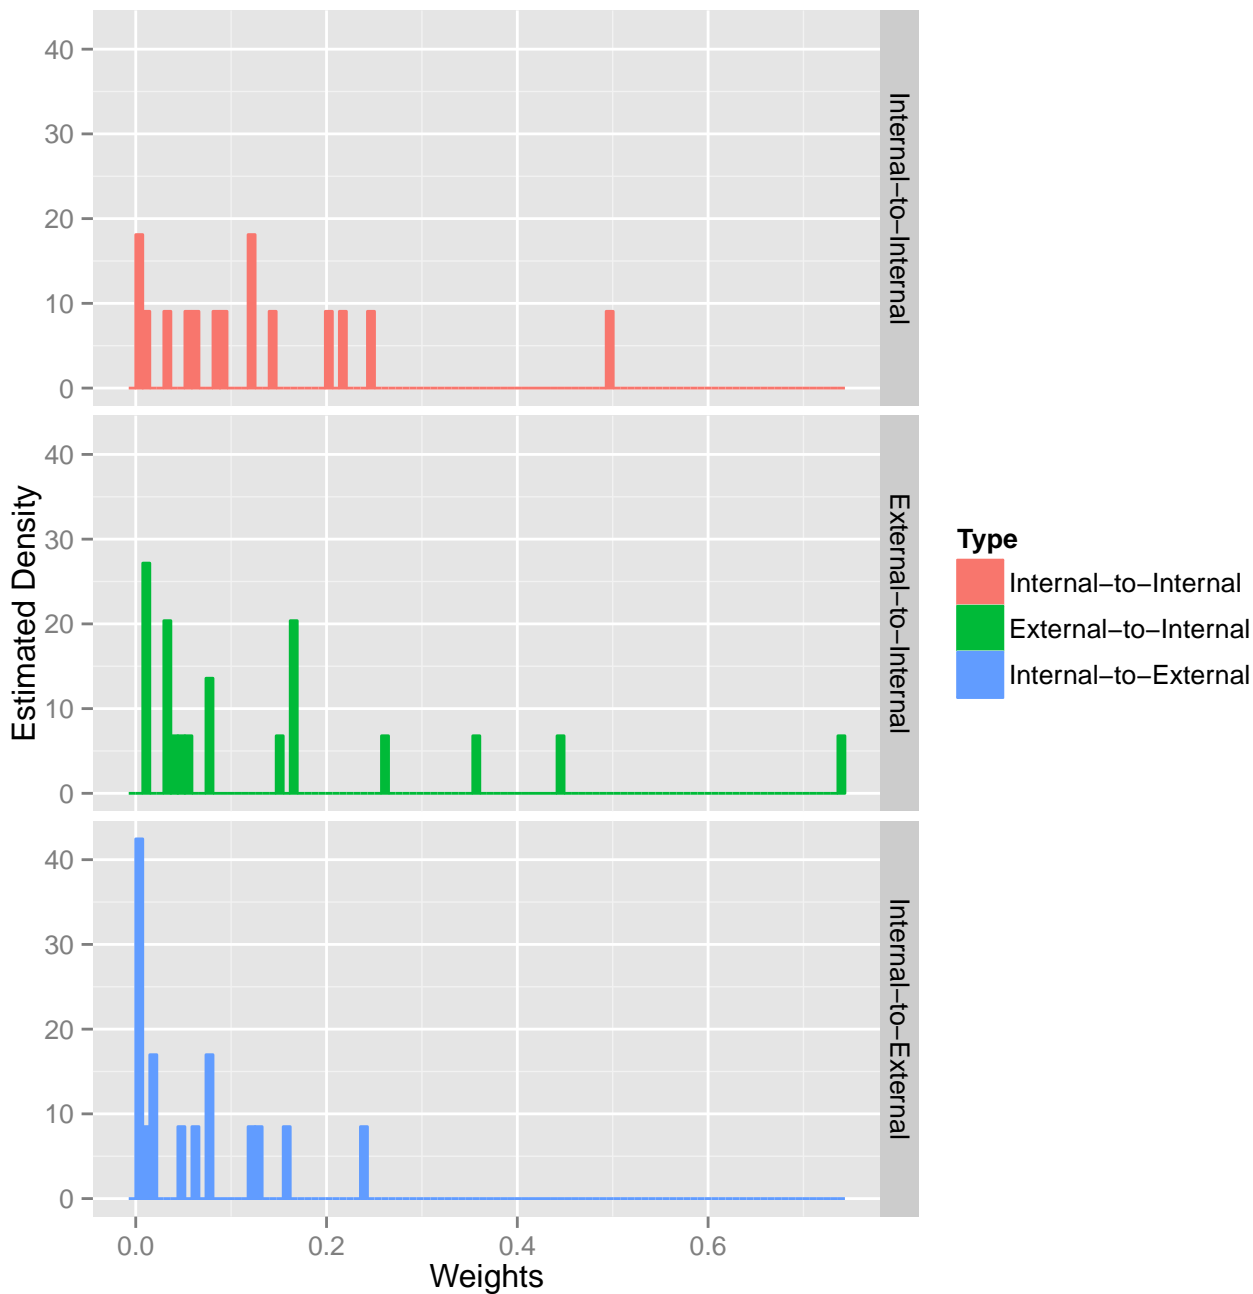 40
30
20
10
0
Internal−to−Internal
40
30
20
10
0
External−to−Internal
40
30
20
10
0
Internal−to−External
0.0 0.2 0.4 0.6
Weights
Estimated Density
Type
Internal−to−Internal
External−to−Internal
Internal−to−External